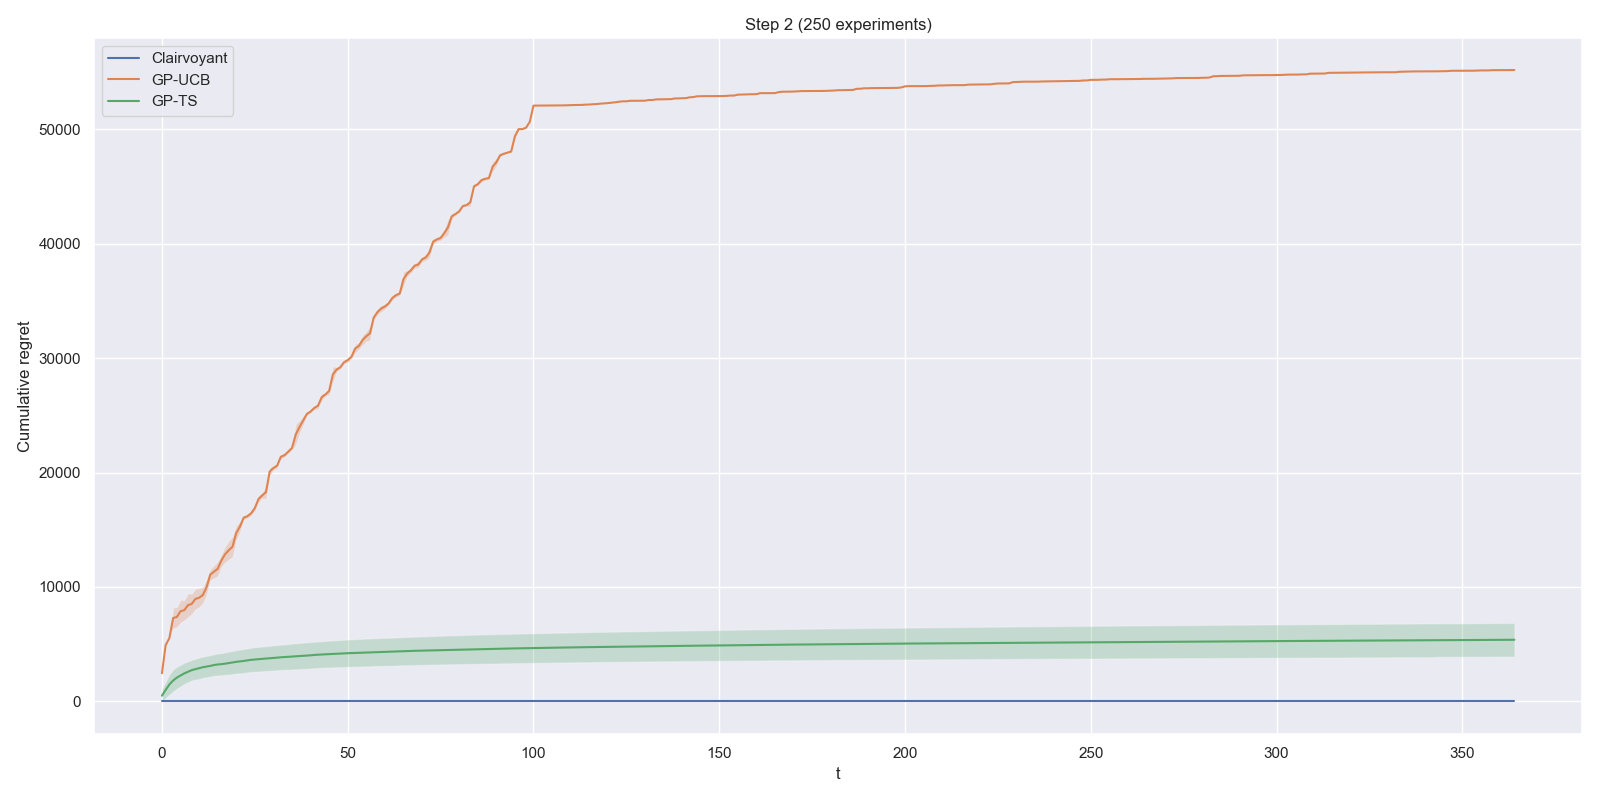 Step 2 (250 experiments)
Clairvoyant
GP-UCB
GP-TS
Cumulative regret
50000
40000
30000
20000
10000
0
0 50 100 150 200 250 300 350
t